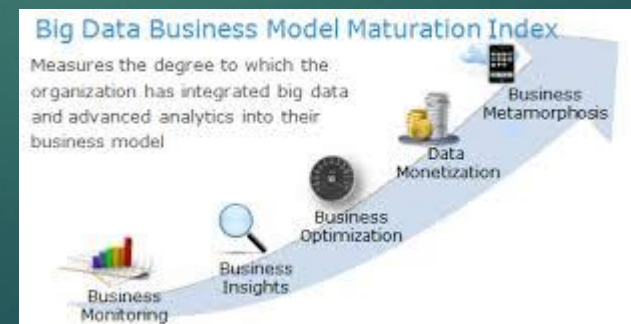 Big Data Business Model Maturation Index
Measures the degree to which the
organization has integrated big data
and advanced analytics into their
business model
Business
Metamorphosis
Data
Monetization
Business
Optimization
Business
Insights
Business
Monitoring